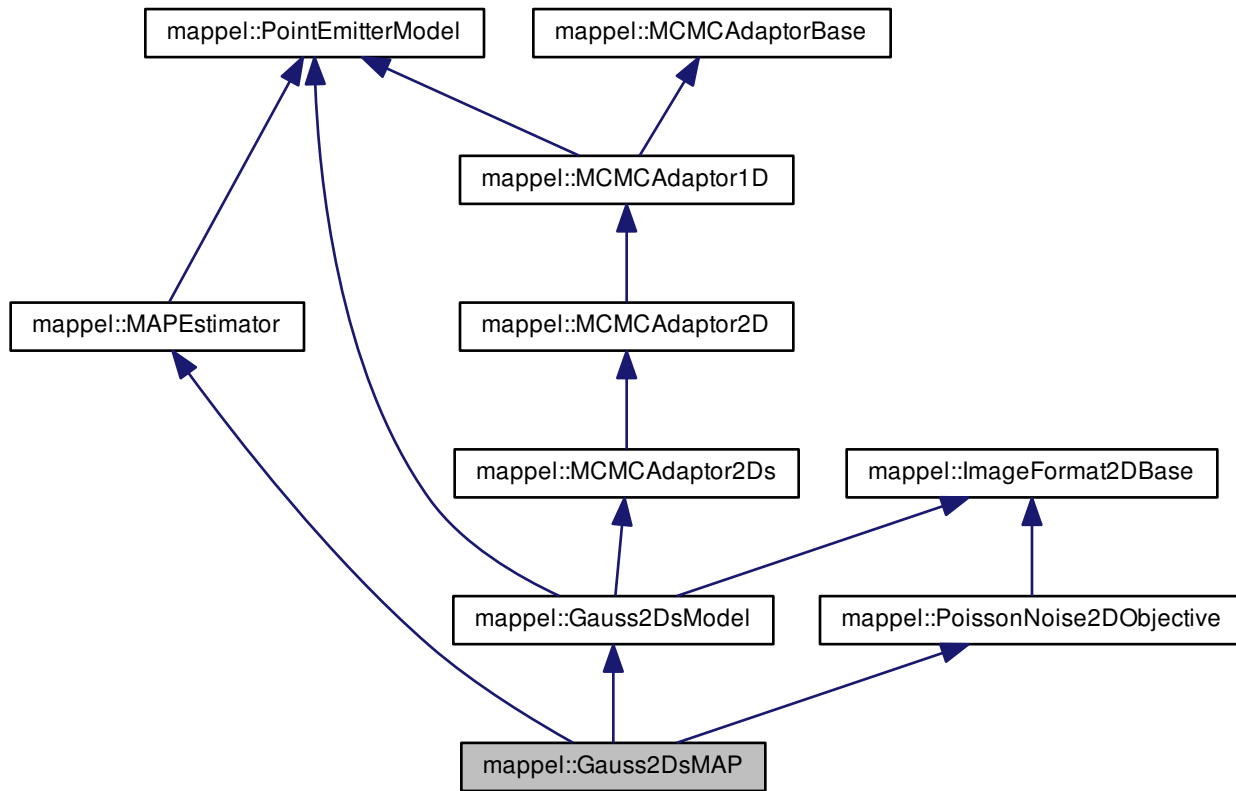 mappel::PointEmitterModel
mappel::MCMCAdaptorBase
mappel::MCMCAdaptor1D
mappel::MAPEstimator
mappel::MCMCAdaptor2D
mappel::MCMCAdaptor2Ds
mappel::ImageFormat2DBase
mappel::Gauss2DsModel
mappel::PoissonNoise2DObjective
mappel::Gauss2DsMAP